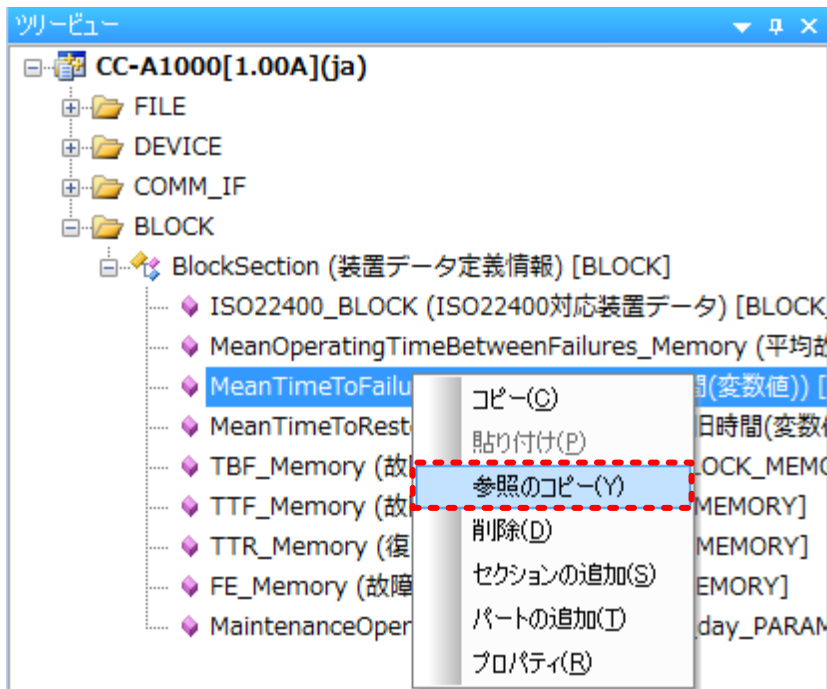 ツリービュー
CC-A1000[1.00A](ja)
FILE
DEVICE
COMM_IF
BLOCK
BlockSection (装置データ定義情報) [BLOCK]
ISO22400_BLOCK (ISO22400対応装置データ) [BLOCK_
MeanOperatingTimeBetweenFailures_Memory (平均故
MeanTimeToFailu 間(変数値)) [
MeanTimeToRest 旧時間(変数値
TBF_Memory (故 LOCK_MEMO
TTF_Memory (故 MEMORY]
TTR_Memory (復 MEMORY]
FE_Memory (故障 EMORY]
MaintenanceOper _day_PARAM
コピー(C)
貼り付け(P)
参照のコピー(Y)
削除(D)
セクションの追加(S)
パートの追加(T)
プロパティ(R)